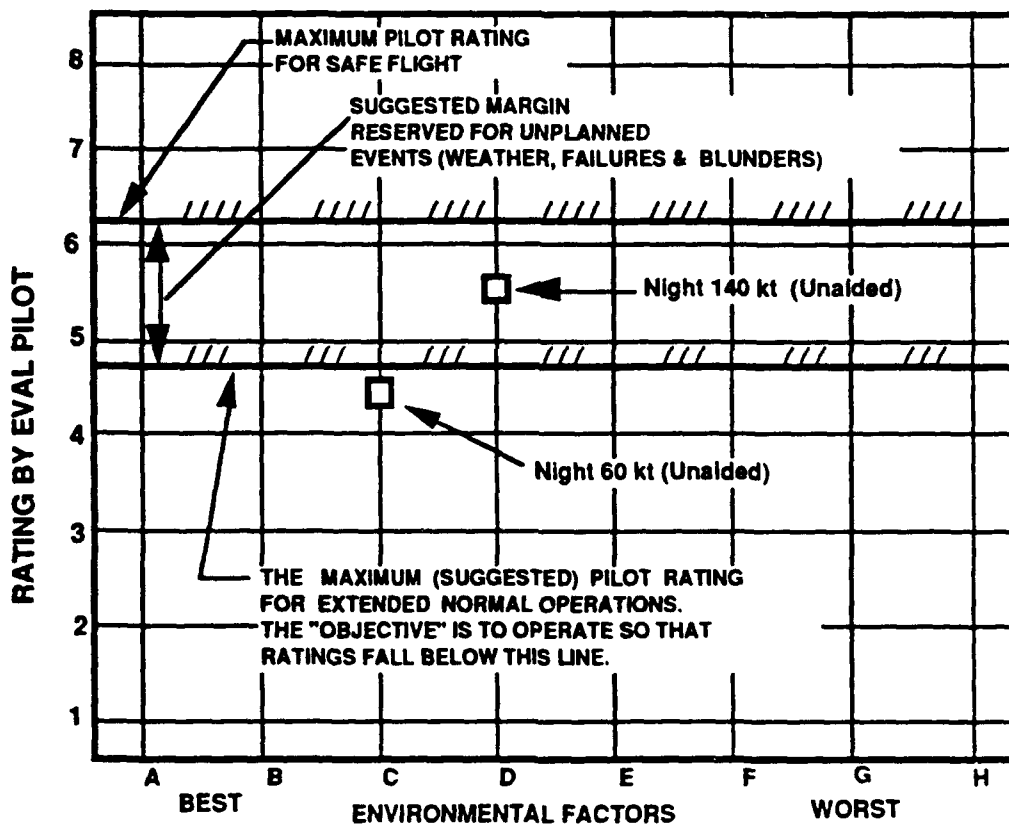 MAXIMUM PILOT RATING
FOR SAFE FLIGHT
SUGGESTED MARGIN
RESERVED FOR UNPLANNED
EVENTS (WEATHER, FAILURES & BLUNDERS)
Night 140 kt (Unaided)
Night 60 kt (Unaided)
THE MAXIMUM (SUGGESTED) PILOT RATING
FOR EXTENDED NORMAL OPERATIONS.
THE "OBJECTIVE" IS TO OPERATE SO THAT
RATINGS FALL BELOW THIS LINE.
RATING BY EVAL PILOT
8
7
6
5
4
3
2
1
A B C D E F G H
BEST ENVIRONMENTAL FACTORS WORST